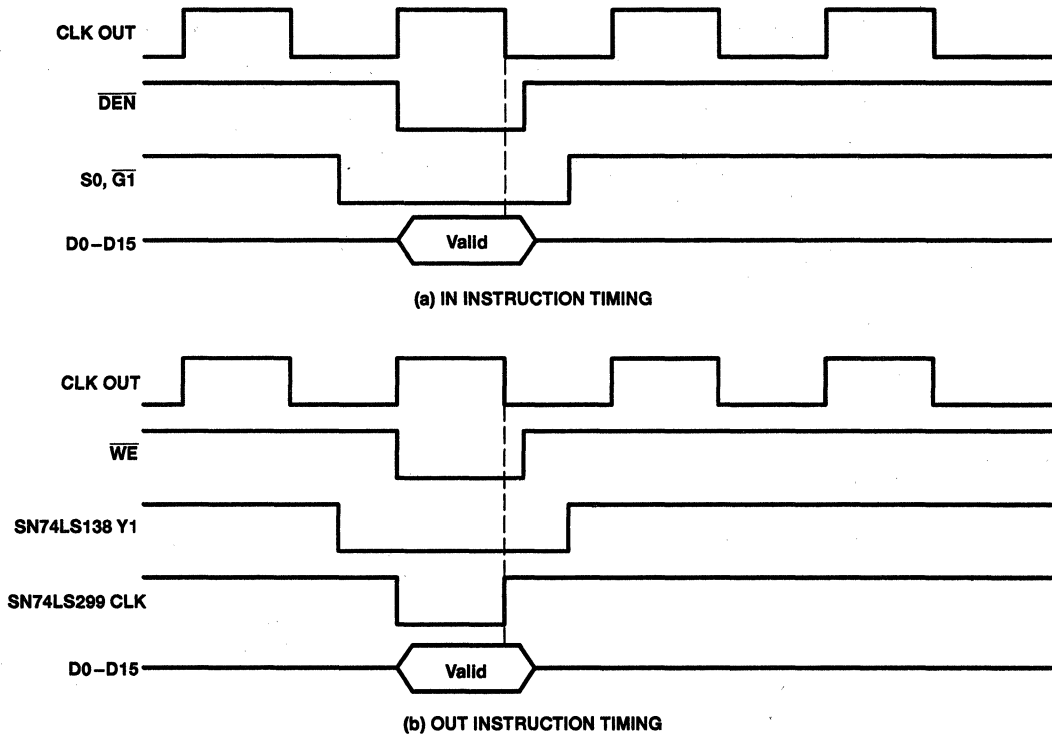 CLK OUT
DEN
S0, G1
D0–D15
Valid
(a) IN INSTRUCTION TIMING
CLK OUT
WE
SN74LS138 Y1
SN74LS299 CLK
D0–D15
Valid
(b) OUT INSTRUCTION TIMING